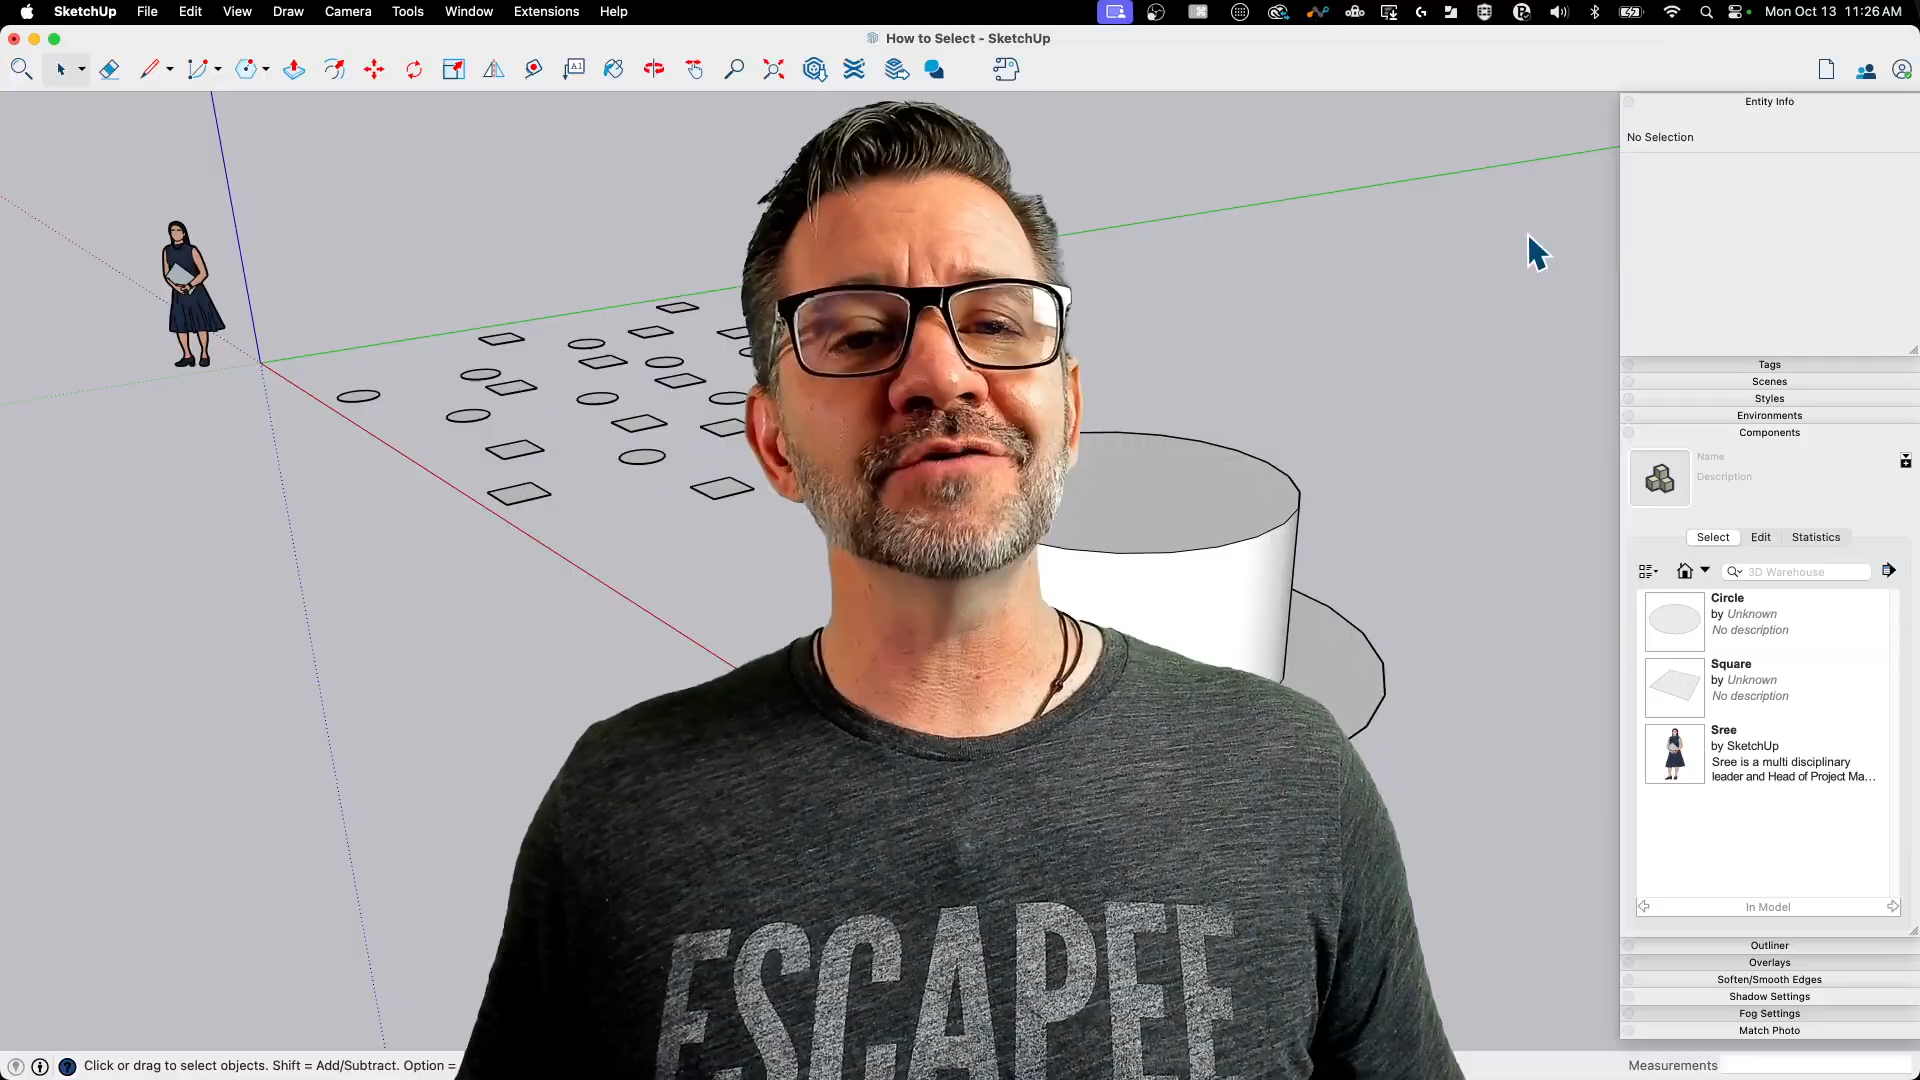 SketchUp File Edit View Draw Camera Tools Window Extensions Help Mon Oct 13 11:26 AM
How to Select - SketchUp
A1
Entity Info
No Selection
Tags
Scenes
Styles
Environments
Components
Name
Description
Select Edit Statistics
3D Warehouse
Circle
by Unknown
No description
Square
by Unknown
No description
Sree
by SketchUp
Sree is a multi disciplinary
leader and Head of Project Ma...
In Model
Outliner
Overlays
Soften/Smooth Edges
Shadow Settings
Fog Settings
Match Photo
ESCAPEE
Click or drag to select objects. Shift = Add/Subtract. Option =
Measurements